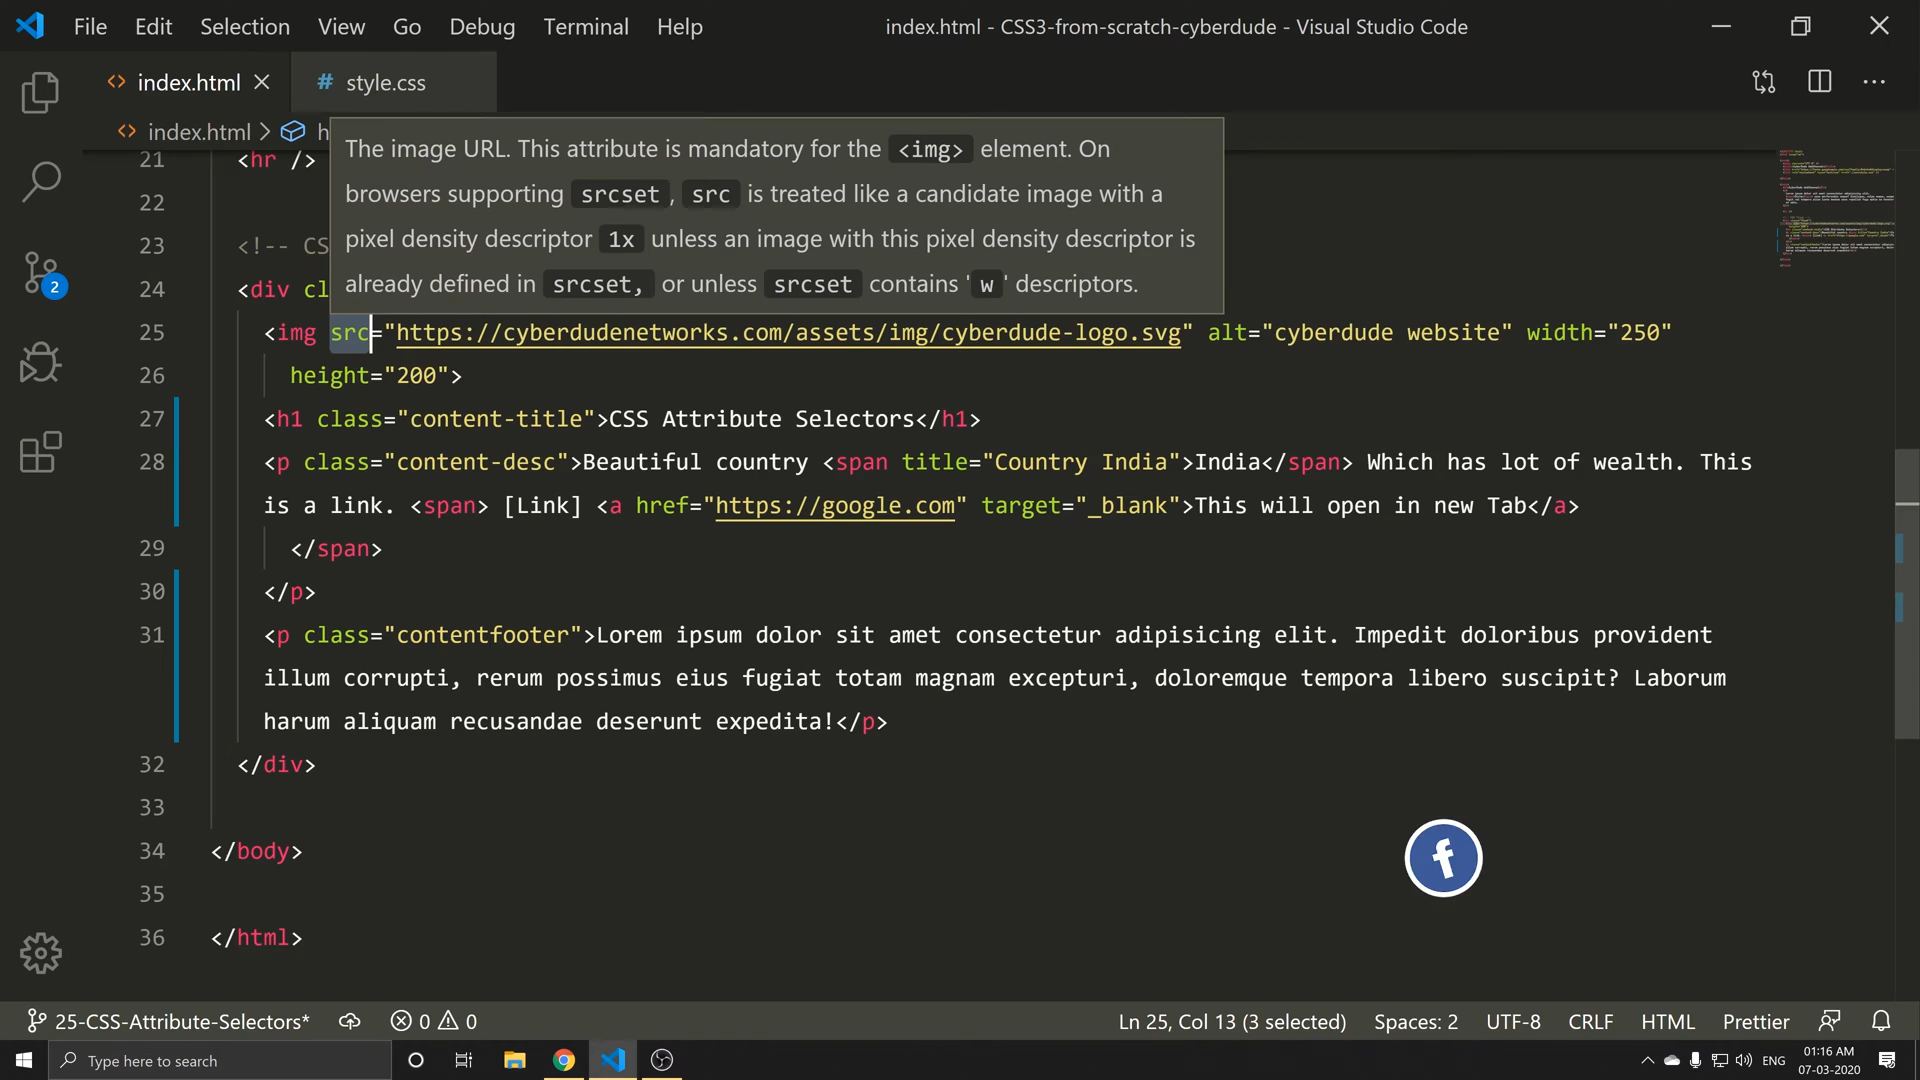 File Edit Selection View Go Debug Terminal Help index.html - CSS3-from-scratch-cyberdude - Visual Studio Code
index.html # style.css
index.html > h
The image URL. This attribute is mandatory for the <img> element. On
browsers supporting srcset, src is treated like a candidate image with a
pixel density descriptor 1x unless an image with this pixel density descriptor is
already defined in srcset, or unless srcset contains 'w' descriptors.
21 <hr />
22
23 <!-- CS
24 <div cl
25 <img src="https://cyberdudenetworks.com/assets/img/cyberdude-logo.svg" alt="cyberdude website" width="250"
26 height="200">
27 <h1 class="content-title">CSS Attribute Selectors</h1>
28 <p class="content-desc">Beautiful country <span title="Country India">India</span> Which has lot of wealth. This
is a link. <span> [Link] <a href="https://google.com" target="_blank">This will open in new Tab</a>
29 </span>
30 </p>
31 <p class="contentfooter">Lorem ipsum dolor sit amet consectetur adipisicing elit. Impedit doloribus provident
illum corrupti, rerum possimus eius fugiat totam magnam excepturi, doloremque tempora libero suscipit? Laborum
harum aliquam recusandae deserunt expedita!</p>
32 </div>
33
34 </body>
35
36 </html>
2
f
25-CSS-Attribute-Selectors* 0 0 Ln 25, Col 13 (3 selected) Spaces: 2 UTF-8 CRLF HTML Prettier
Type here to search ENG 01:16 AM
07-03-2020